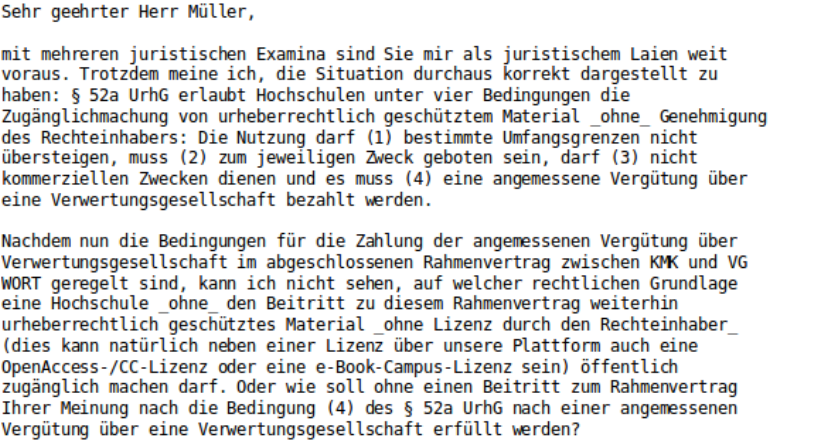 Sehr geehrter Herr Müller,

mit mehreren juristischen Examina sind Sie mir als juristischem Laien weit
voraus. Trotzdem meine ich, die Situation durchaus korrekt dargestellt zu
haben: § 52a UrhG erlaubt Hochschulen unter vier Bedingungen die
Zugänglichmachung von urheberrechtlich geschütztem Material _ohne_ Genehmigung
des Rechteinhabers: Die Nutzung darf (1) bestimmte Umfangsgrenzen nicht
übersteigen, muss (2) zum jeweiligen Zweck geboten sein, darf (3) nicht
kommerziellen Zwecken dienen und es muss (4) eine angemessene Vergütung über
eine Verwertungsgesellschaft bezahlt werden.

Nachdem nun die Bedingungen für die Zahlung der angemessenen Vergütung über
Verwertungsgesellschaft im abgeschlossenen Rahmenvertrag zwischen KMK und VG
WORT geregelt sind, kann ich nicht sehen, auf welcher rechtlichen Grundlage
eine Hochschule _ohne_ den Beitritt zu diesem Rahmenvertrag weiterhin
urheberrechtlich geschütztes Material _ohne Lizenz durch den Rechteinhaber_
(dies kann natürlich neben einer Lizenz über unsere Plattform auch eine
OpenAccess-/CC-Lizenz oder eine e-Book-Campus-Lizenz sein) öffentlich
zugänglich machen darf. Oder wie soll ohne einen Beitritt zum Rahmenvertrag
Ihrer Meinung nach die Bedingung (4) des § 52a UrhG nach einer angemessenen
Vergütung über eine Verwertungsgesellschaft erfüllt werden?